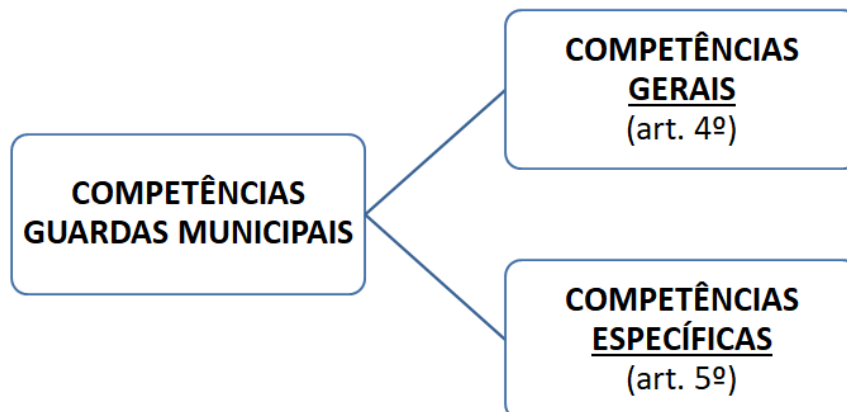 COMPETÊNCIAS
GERAIS
(art. 4º)
COMPETÊNCIAS
GUARDAS MUNICIPAIS
COMPETÊNCIAS
ESPECÍFICAS
(art. 5º)